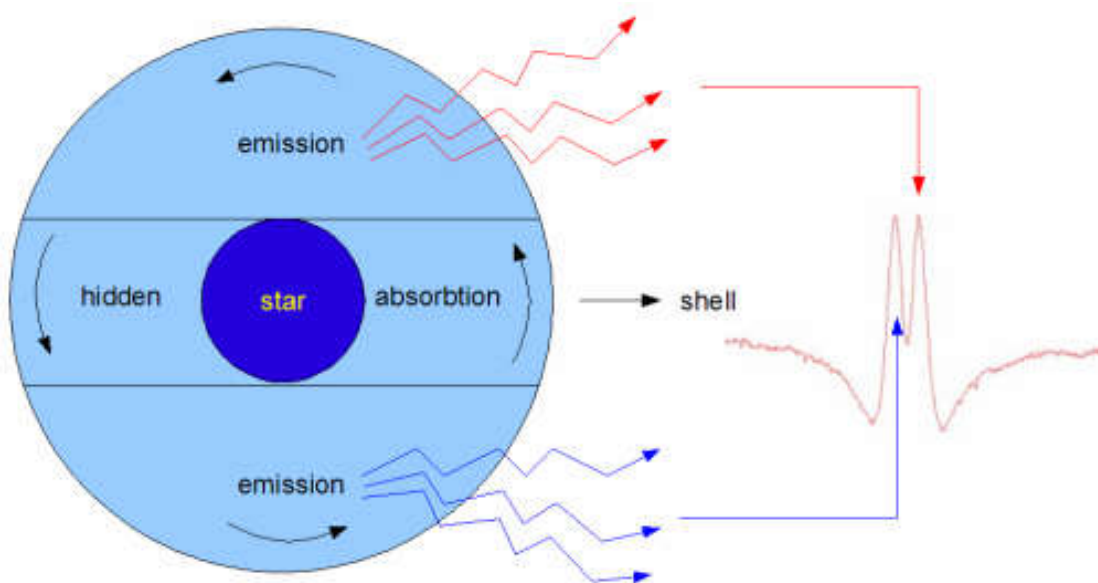 emission
hidden
star
absorbtion
shell
emission